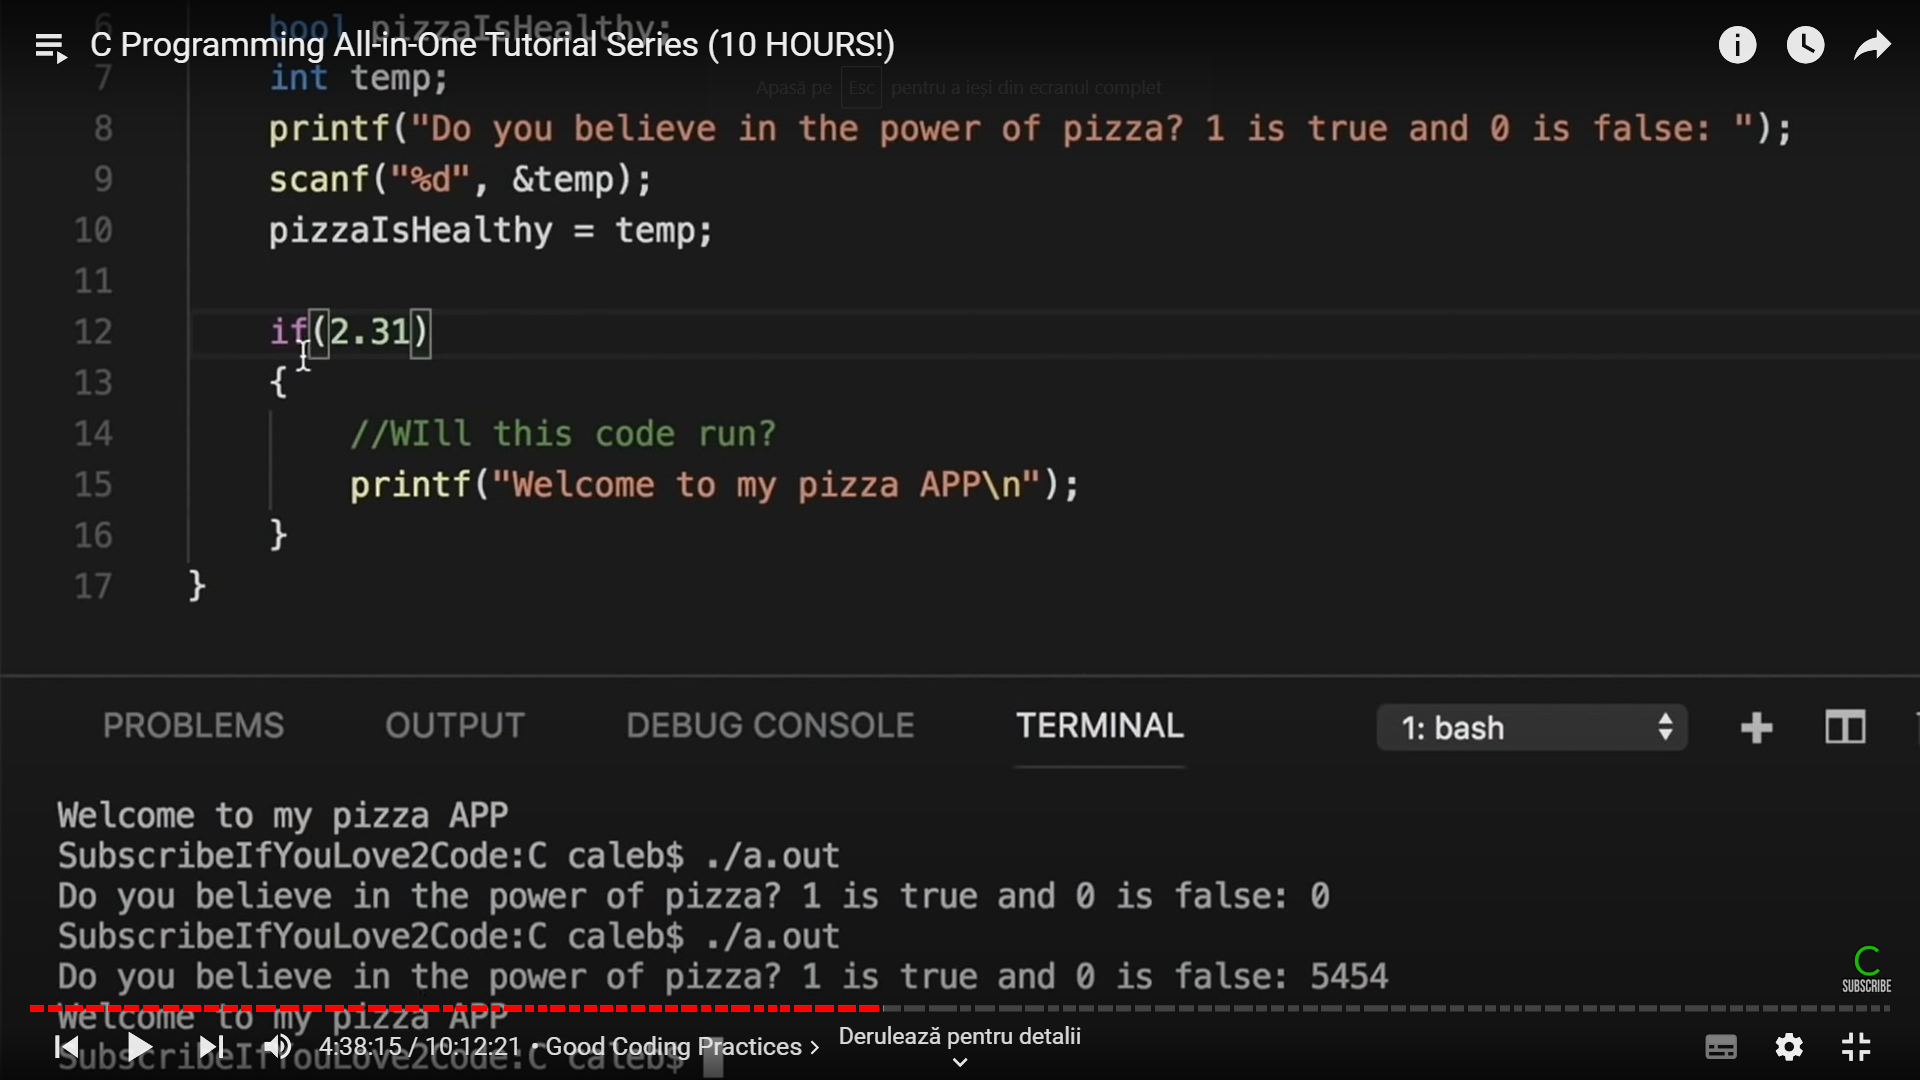 C Programming All-in-One Tutorial Series (10 HOURS!)
6 bool pizzaIsHealthy;
7 int temp;
Apasă pe Esc pentru a ieși din ecranul complet
8 printf("Do you believe in the power of pizza? 1 is true and 0 is false: ");
9 scanf("%d", &temp);
10 pizzaIsHealthy = temp;
11
12 if(2.31)
13 {
14 //WIll this code run?
15 printf("Welcome to my pizza APP\n");
16 }
17 }
PROBLEMS OUTPUT DEBUG CONSOLE TERMINAL 1: bash
Welcome to my pizza APP
SubscribeIfYouLove2Code:C caleb$ ./a.out
Do you believe in the power of pizza? 1 is true and 0 is false: 0
SubscribeIfYouLove2Code:C caleb$ ./a.out
Do you believe in the power of pizza? 1 is true and 0 is false: 5454
C SUBSCRIBE
Welcome to my pizza APP
SubscribeIfYouLove2Code:C caleb$
4:38:15 / 10:12:21 • Good Coding Practices
Derulează pentru detalii